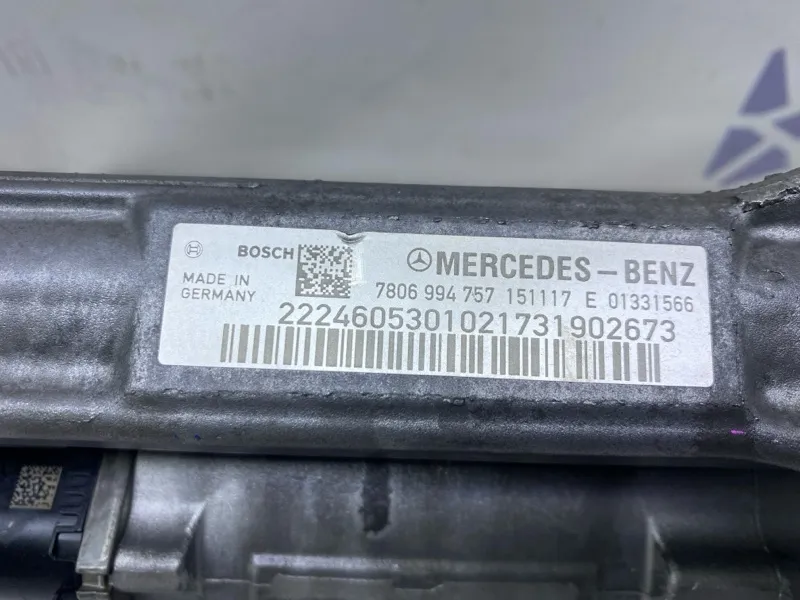 BOSCH
MERCEDES-BENZ
MADE IN
GERMANY
7806 994 757 151117 E 01331566
2224605301021731902673